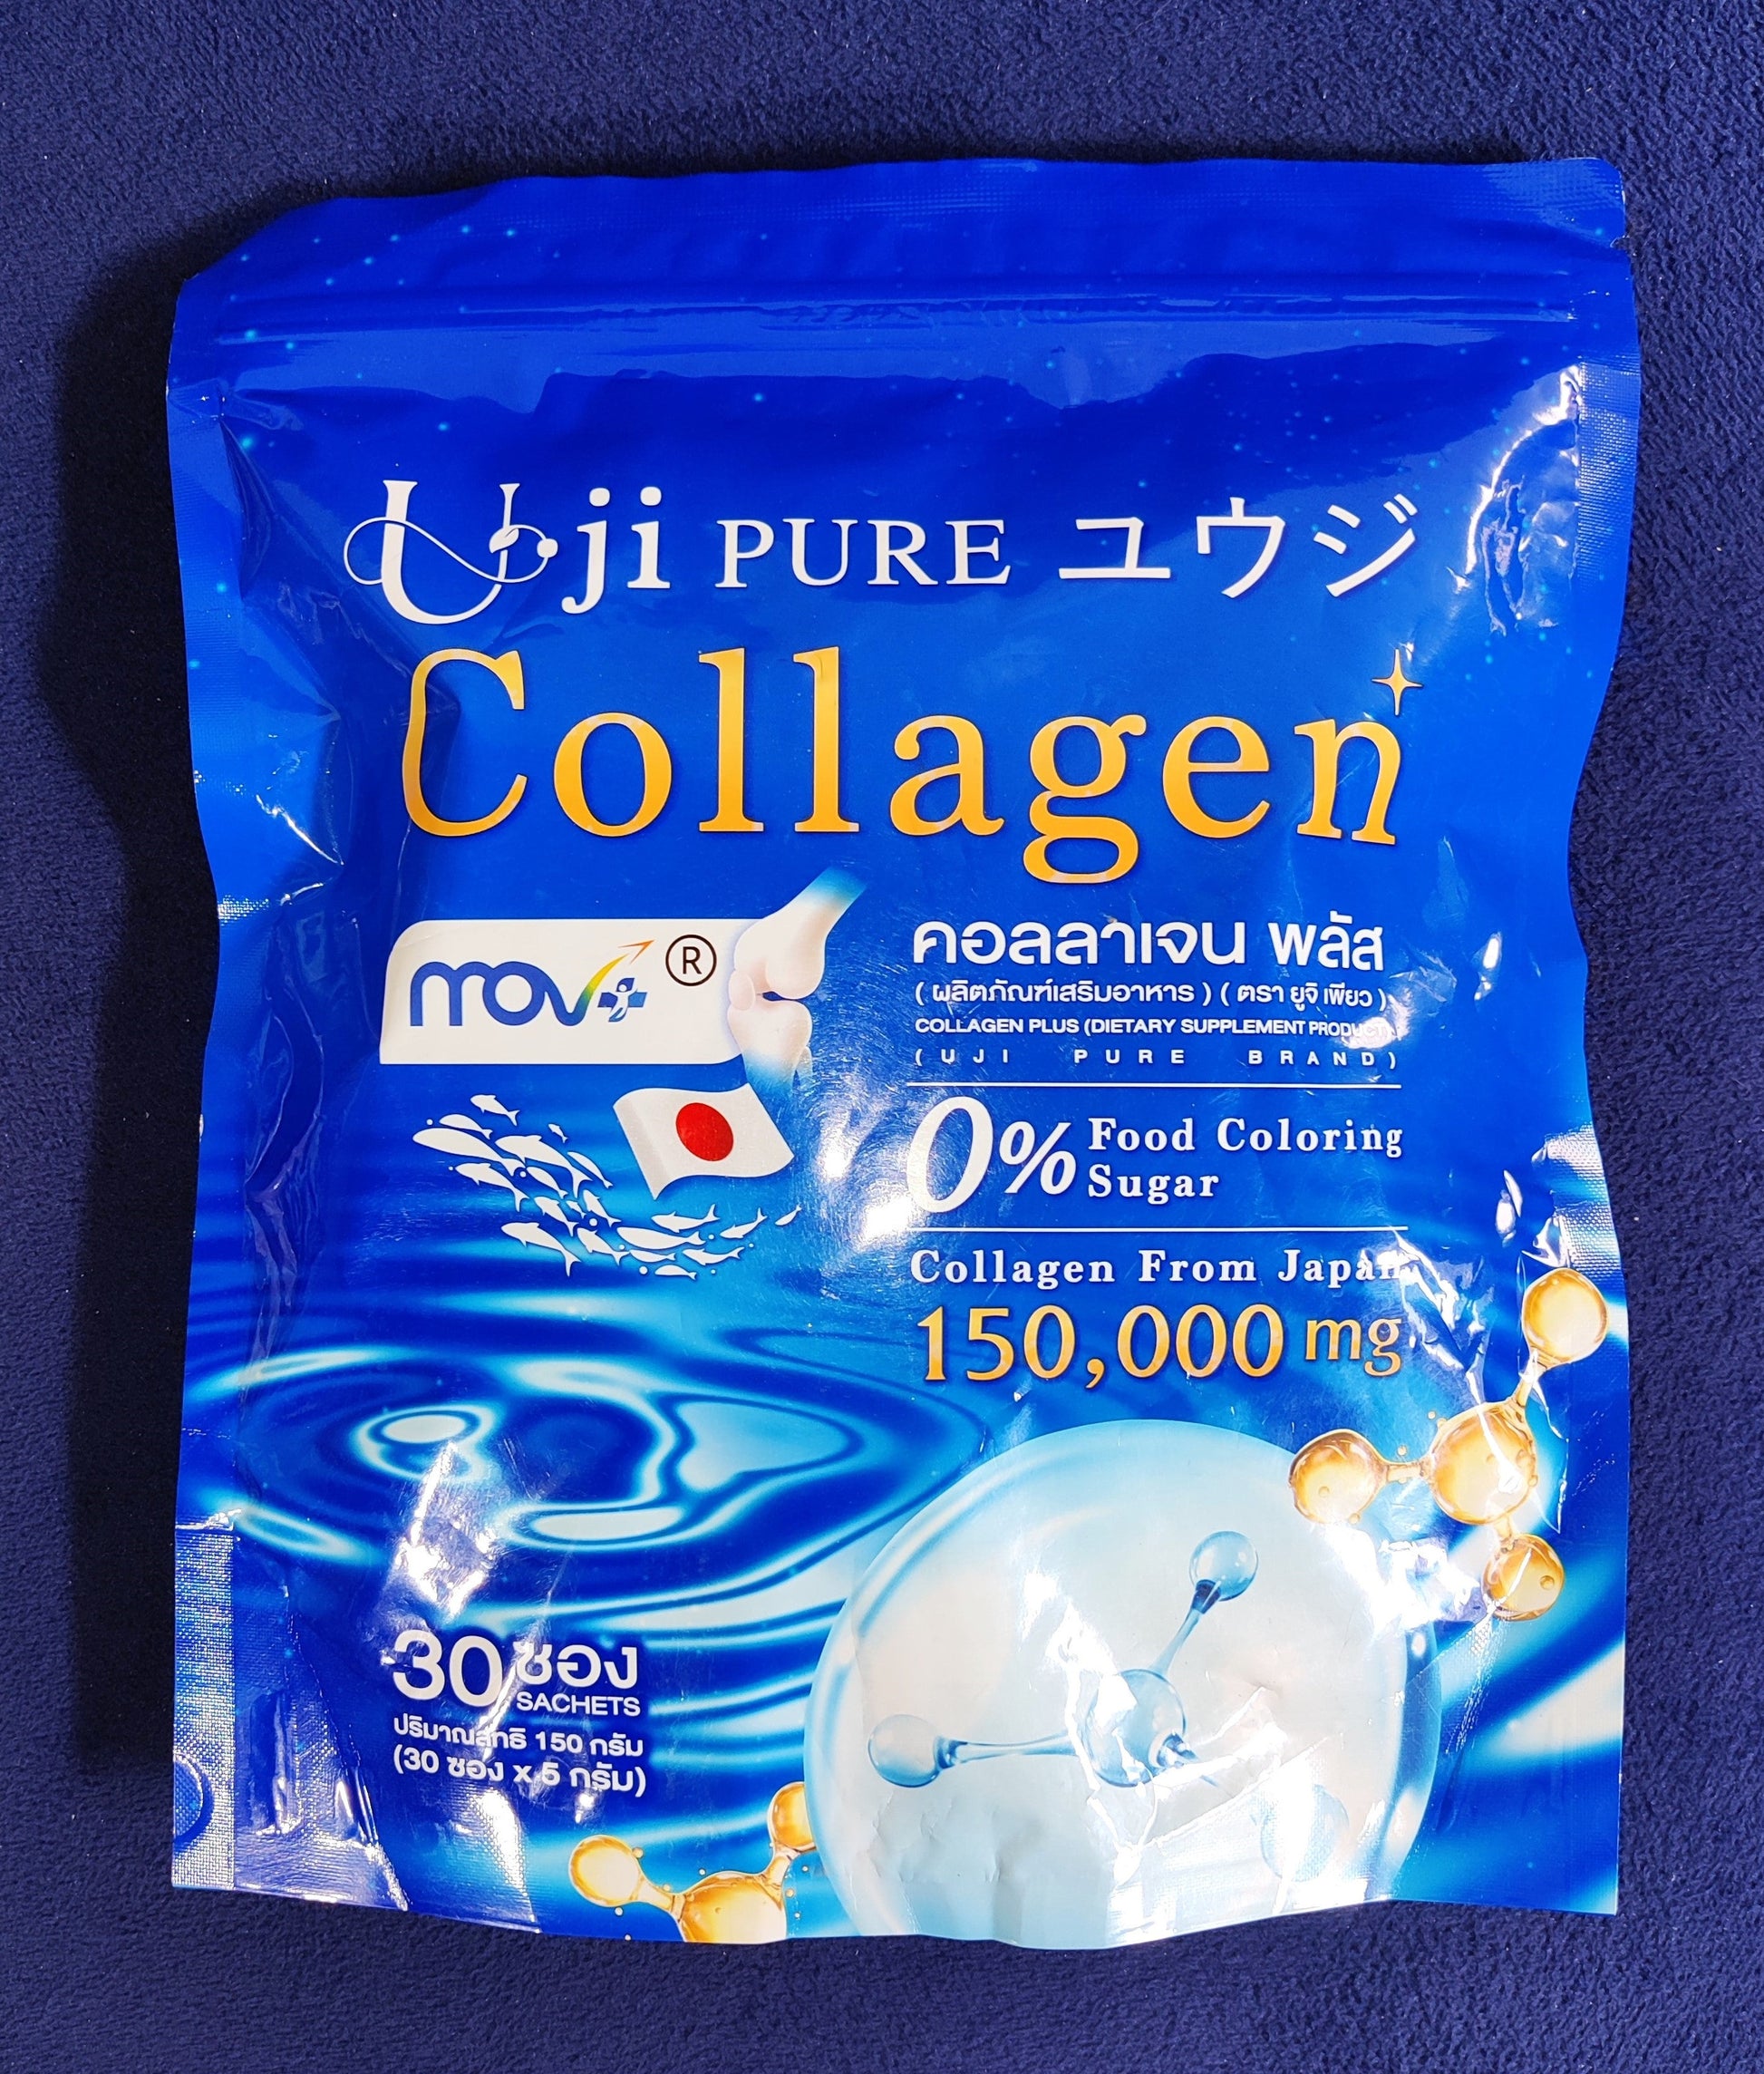 Uji PURE ユウジ
Collagen
mov ®
คอลลาเจน พลัส
( ผลิตภัณฑ์เสริมอาหาร ) ( ตรา ยูจิ เพียว )
COLLAGEN PLUS (DIETARY SUPPLEMENT PRODUCT)
( UJI PURE BRAND)
0% Food Coloring
Sugar
Collagen From Japan
150,000 mg
30 ซอง
SACHETS
ปริมาณสุทธิ 150 กรัม
(30 ซอง x 5 กรัม)